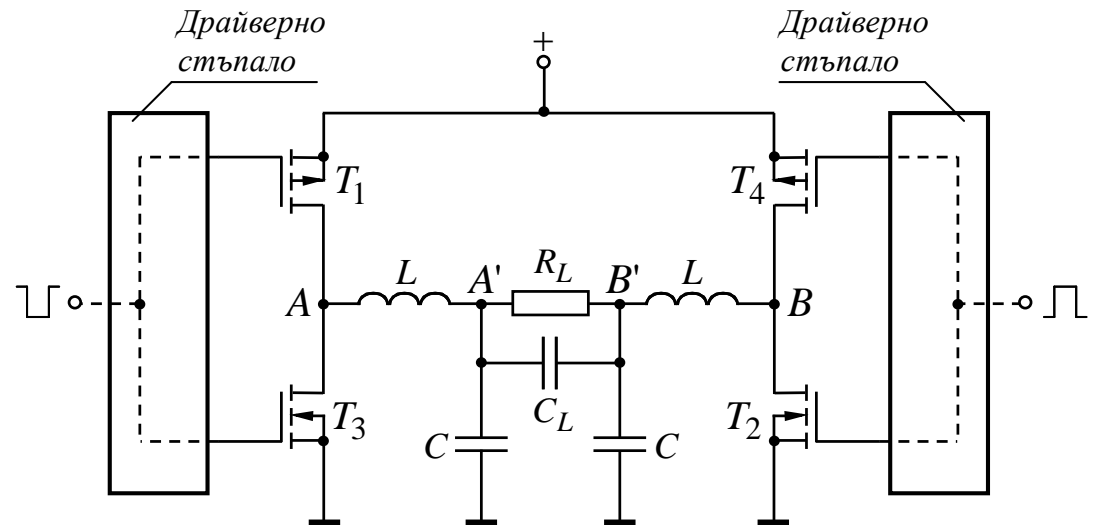 Драйверно
стъпало
Драйверно
стъпало
+
T1
T4
A
L
A'
RL
B'
L
B
T3
CL
T2
C
C